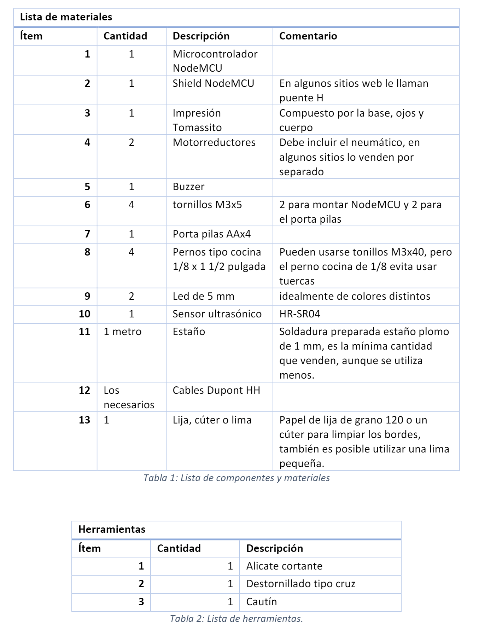 Lista de materiales
Ítem Cantidad Descripción Comentario
1 1 Microcontrolador
NodeMCU
2 1 Shield NodeMCU En algunos sitios web le llaman
puente H
3 1 Impresión Compuesto por la base, ojos y
Tomassito cuerpo
4 2 Motorreductores Debe incluir el neumático, en
algunos sitios lo venden por
separado
5 1 Buzzer
6 4 tornillos M3x5 2 para montar NodeMCU y 2 para
el porta pilas
7 1 Porta pilas AAx4
8 4 Pernos tipo cocina Pueden usarse tonillos M3x40, pero
1/8 x 1 1/2 pulgada el perno cocina de 1/8 evita usar
tuercas
9 2 Led de 5 mm idealmente de colores distintos
10 1 Sensor ultrasónico HR-SR04
11 1 metro Estaño Soldadura preparada estaño plomo
de 1 mm, es la mínima cantidad
que venden, aunque se utiliza
menos.
12 Los Cables Dupont HH
necesarios
13 1 Lija, cúter o lima Papel de lija de grano 120 o un
cúter para limpiar los bordes,
también es posible utilizar una lima
pequeña.
Tabla 1: Lista de componentes y materiales
Herramientas
Ítem Cantidad Descripción
1 1 Alicate cortante
2 1 Destornillado tipo cruz
3 1 Cautín
Tabla 2: Lista de herramientas.